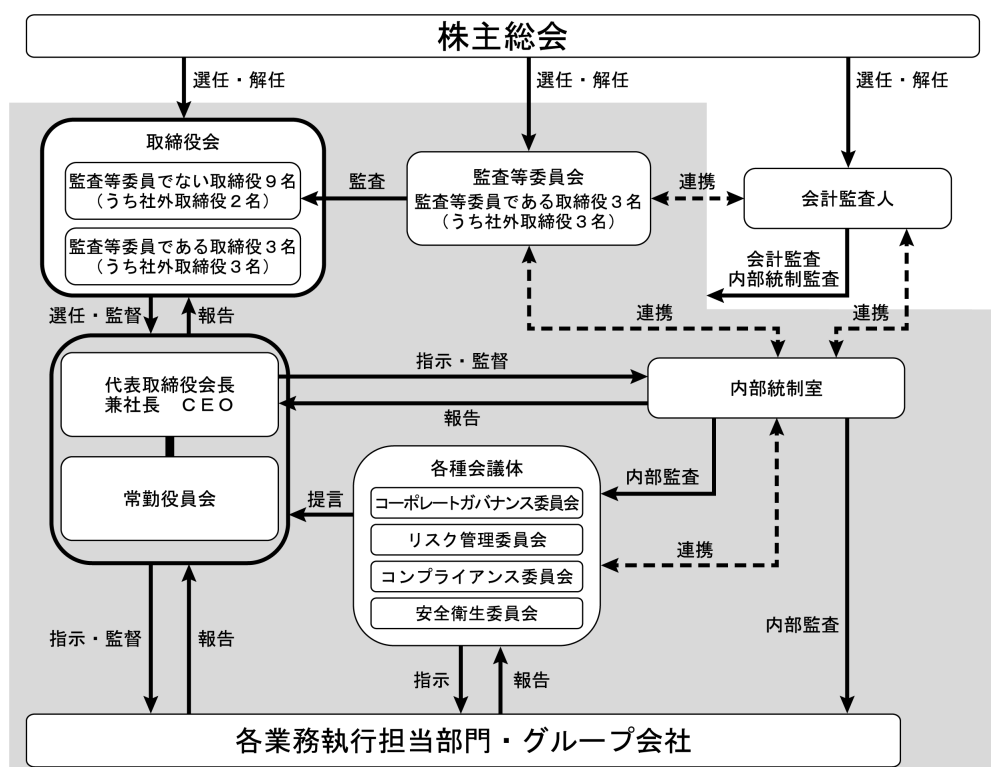 株主総会
選任・解任
選任・解任
選任・解任
取締役会
監査等委員でない取締役９名
（うち社外取締役２名）
監査等委員である取締役３名
（うち社外取締役３名）
監査
監査等委員会
監査等委員である取締役３名
（うち社外取締役３名）
連携
会計監査人
会計監査
内部統制監査
選任・監督
報告
連携
連携
代表取締役会長
兼社長　ＣＥＯ
常勤役員会
指示・監督
報告
内部統制室
各種会議体
コーポレートガバナンス委員会
リスク管理委員会
コンプライアンス委員会
安全衛生委員会
提言
内部監査
連携
内部監査
指示・監督
報告
指示
報告
各業務執行担当部門・グループ会社